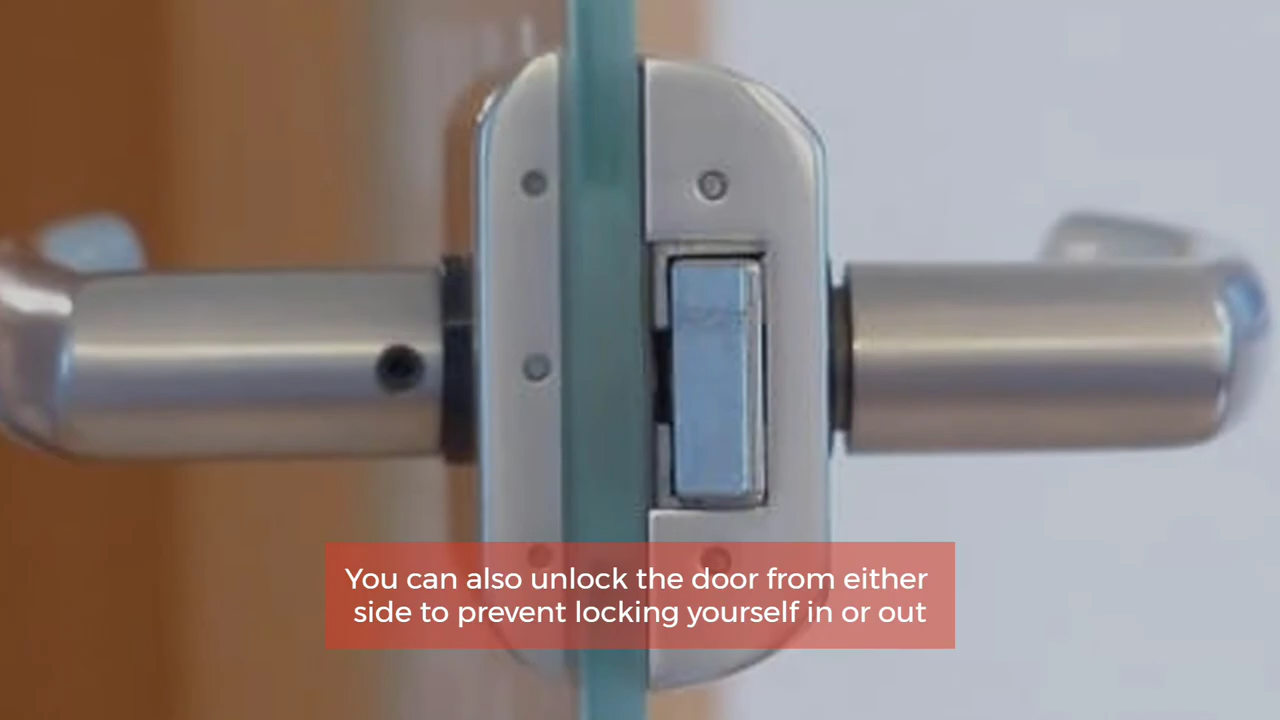 You can also unlock the door from either
side to prevent locking yourself in or out